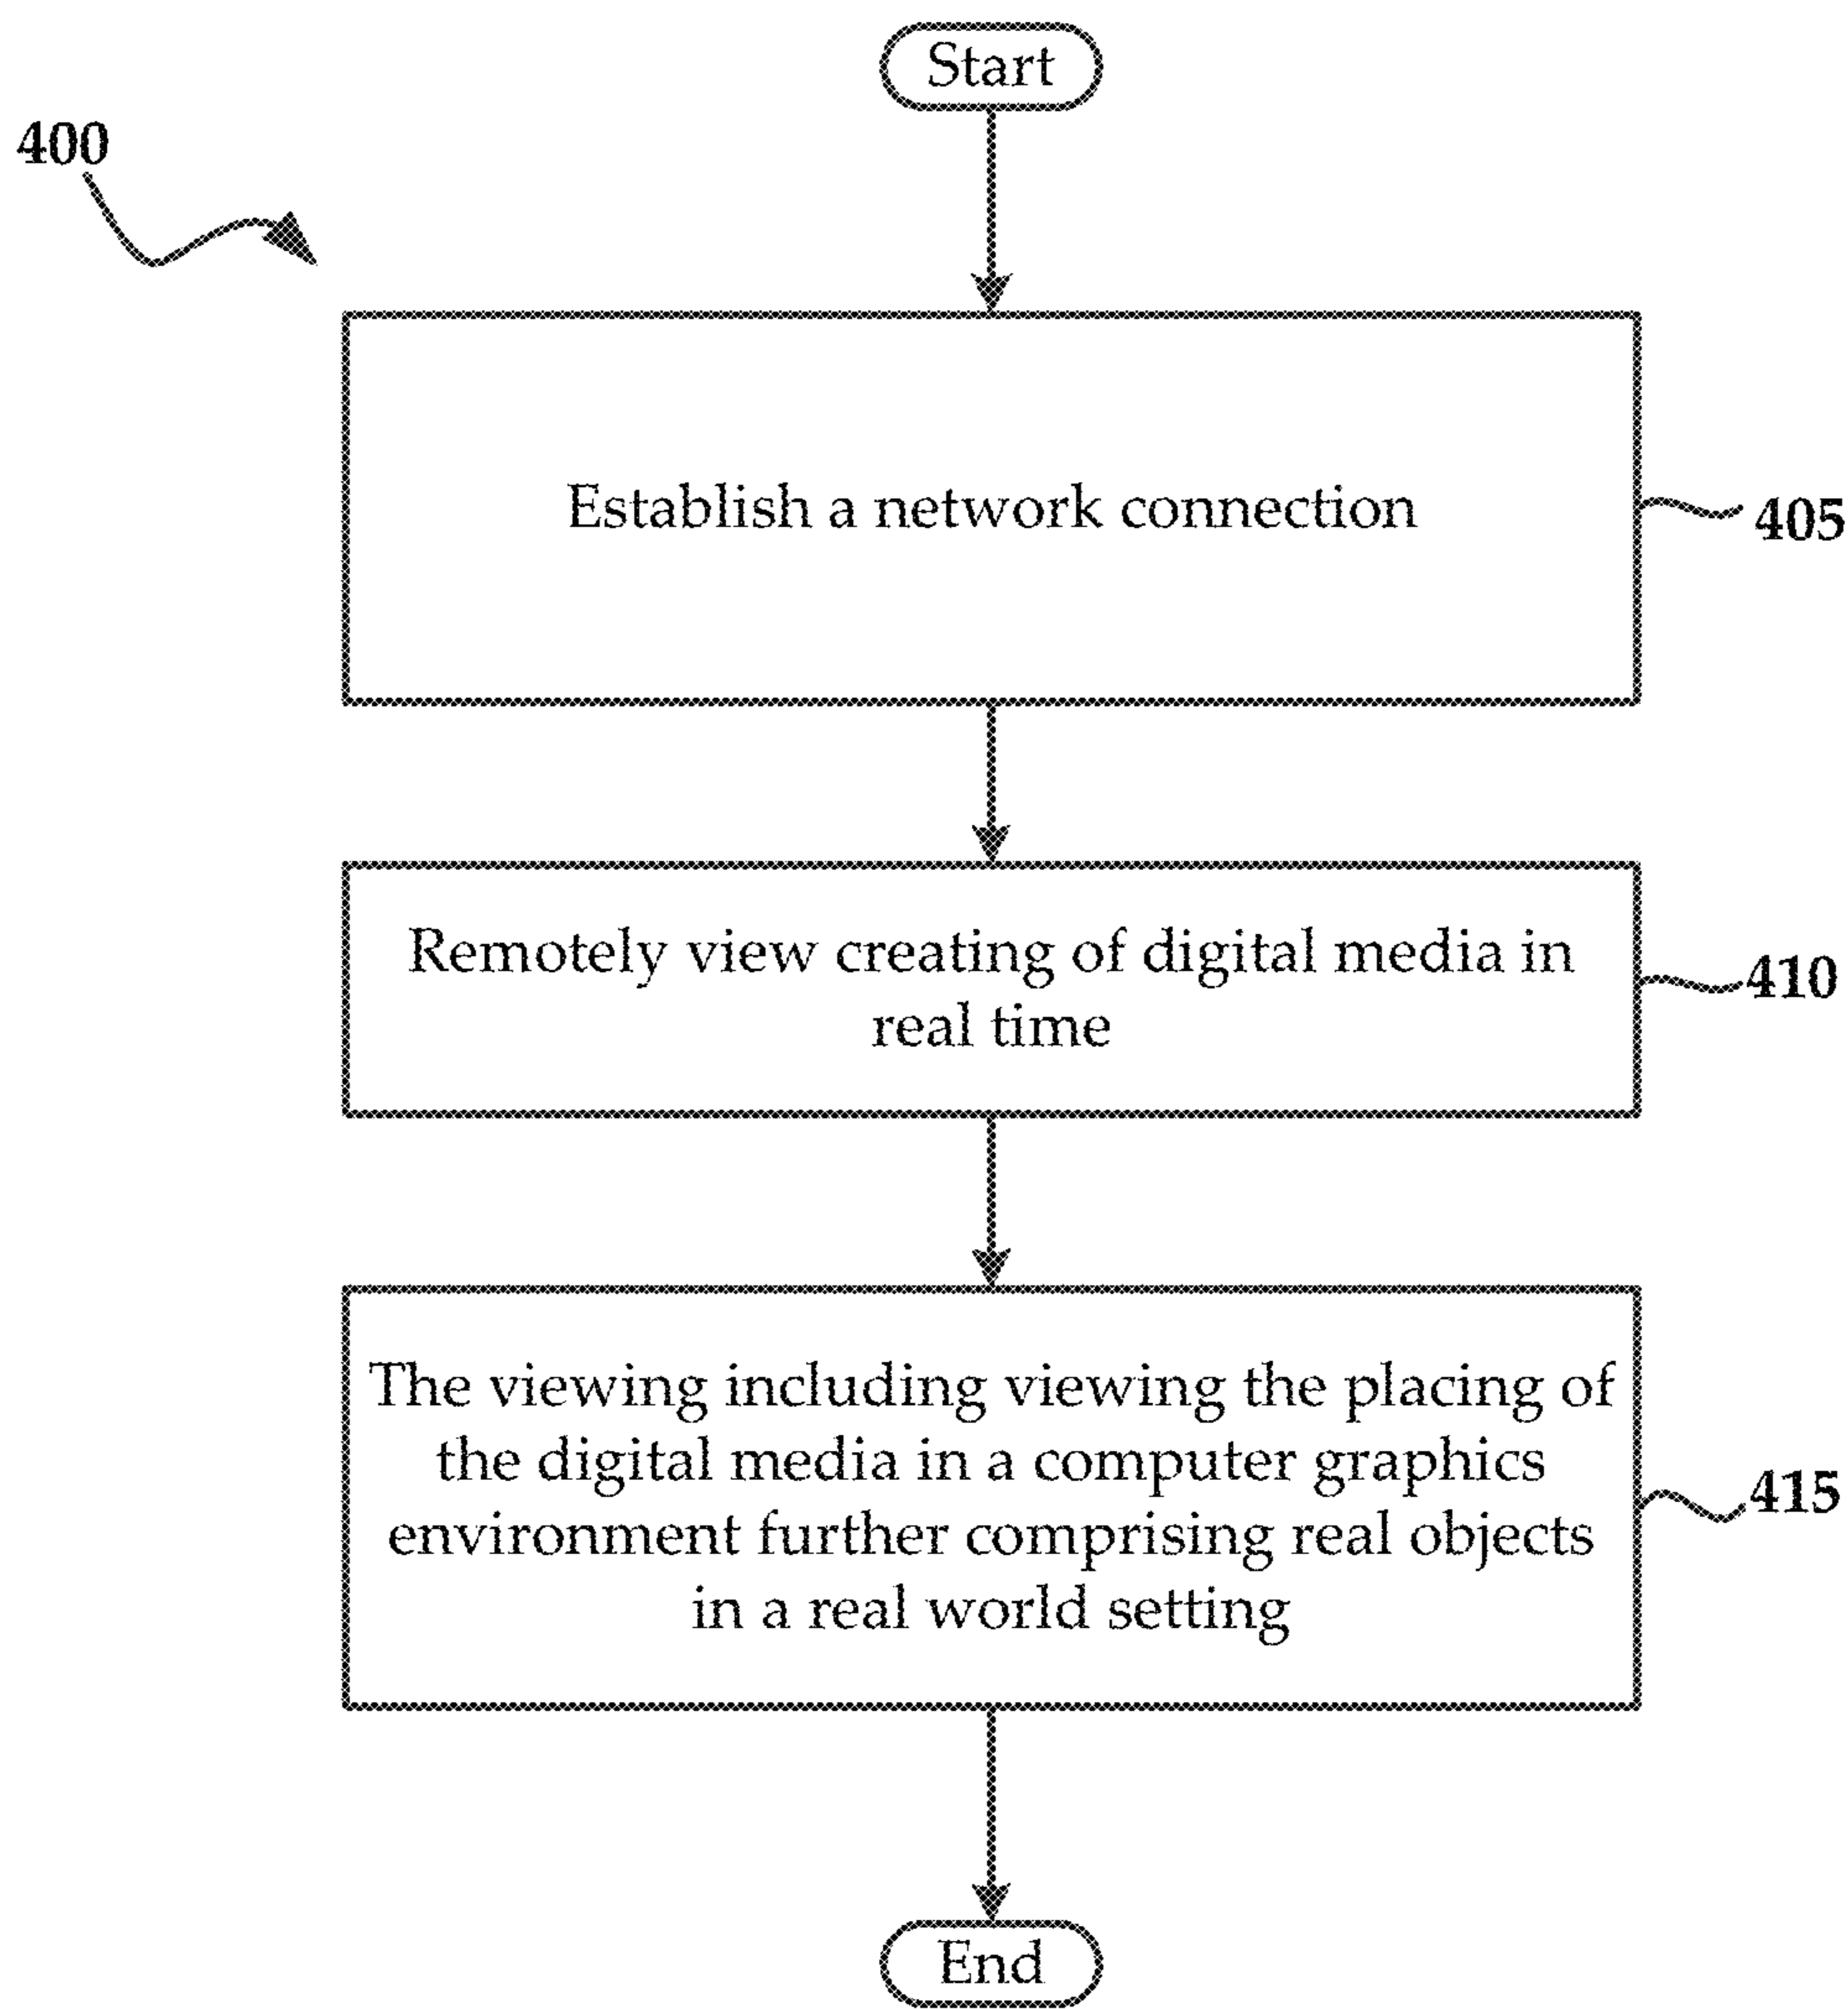 Start
400
Establish a network connection
405
Remotely view creating of digital media in
real time
410
The viewing including viewing the placing of
the digital media in a computer graphics
environment further comprising real objects
in a real world setting
415
End